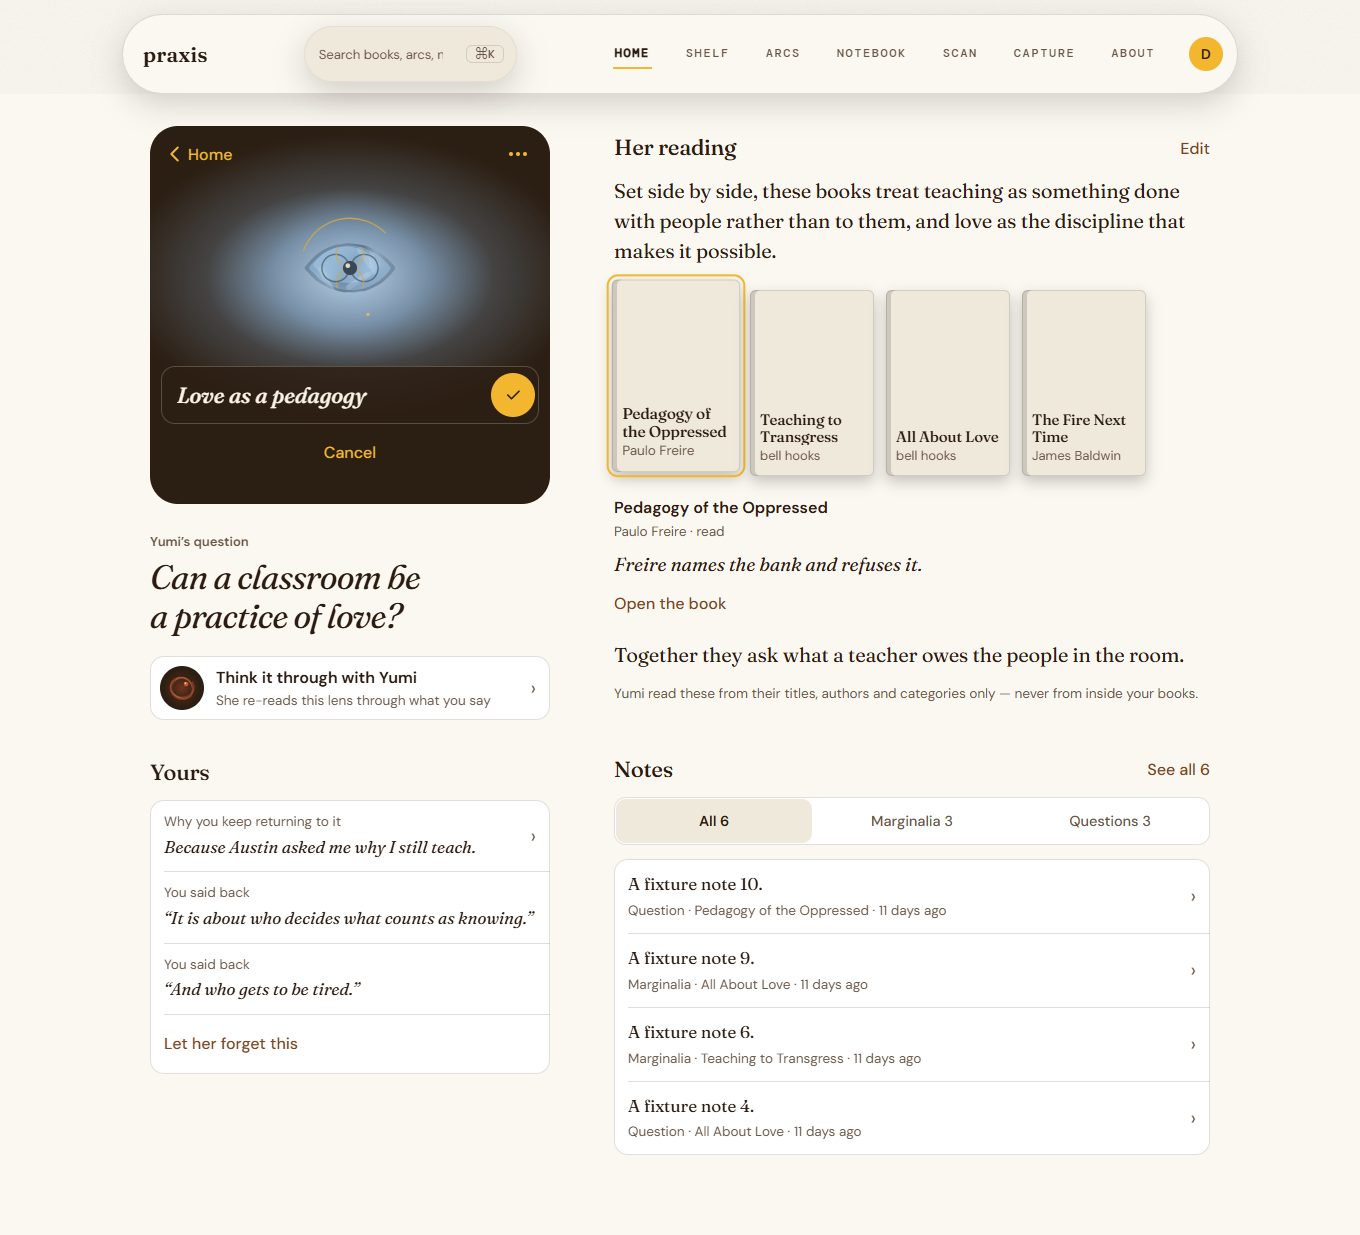 praxis
Search books, arcs, n
⌘K
HOME
SHELF
ARCS
NOTEBOOK
SCAN
CAPTURE
ABOUT
D
Home
Love as a pedagogy
Cancel
Yumi’s question
Can a classroom be
a practice of love?
Think it through with Yumi
She re-reads this lens through what you say
Yours
Why you keep returning to it
Because Austin asked me why I still teach.
You said back
“It is about who decides what counts as knowing.”
You said back
“And who gets to be tired.”
Let her forget this
Her reading
Edit
Set side by side, these books treat teaching as something done
with people rather than to them, and love as the discipline that
makes it possible.
Pedagogy of
the Oppressed
Paulo Freire
Teaching to
Transgress
bell hooks
All About Love
bell hooks
The Fire Next
Time
James Baldwin
Pedagogy of the Oppressed
Paulo Freire · read
Freire names the bank and refuses it.
Open the book
Together they ask what a teacher owes the people in the room.
Yumi read these from their titles, authors and categories only — never from inside your books.
Notes
See all 6
All 6
Marginalia 3
Questions 3
A fixture note 10.
Question · Pedagogy of the Oppressed · 11 days ago
A fixture note 9.
Marginalia · All About Love · 11 days ago
A fixture note 6.
Marginalia · Teaching to Transgress · 11 days ago
A fixture note 4.
Question · All About Love · 11 days ago